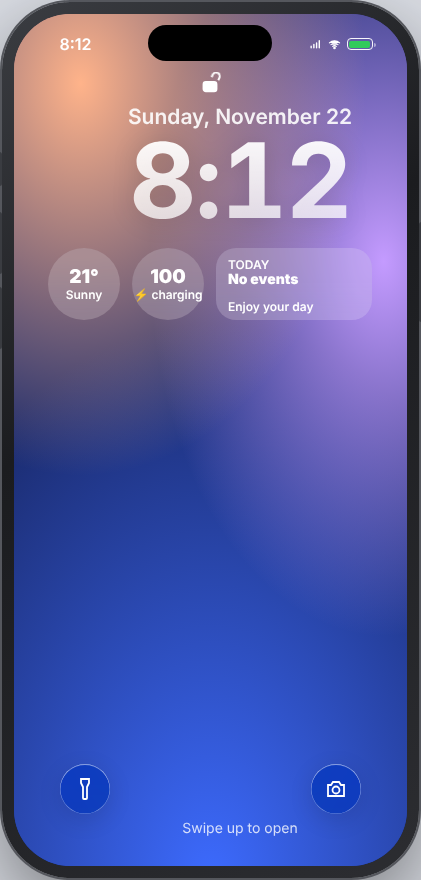 8:12
Sunday, November 22
8:12
21°
Sunny
100
⚡ charging
TODAY
No events
Enjoy your day
Swipe up to open